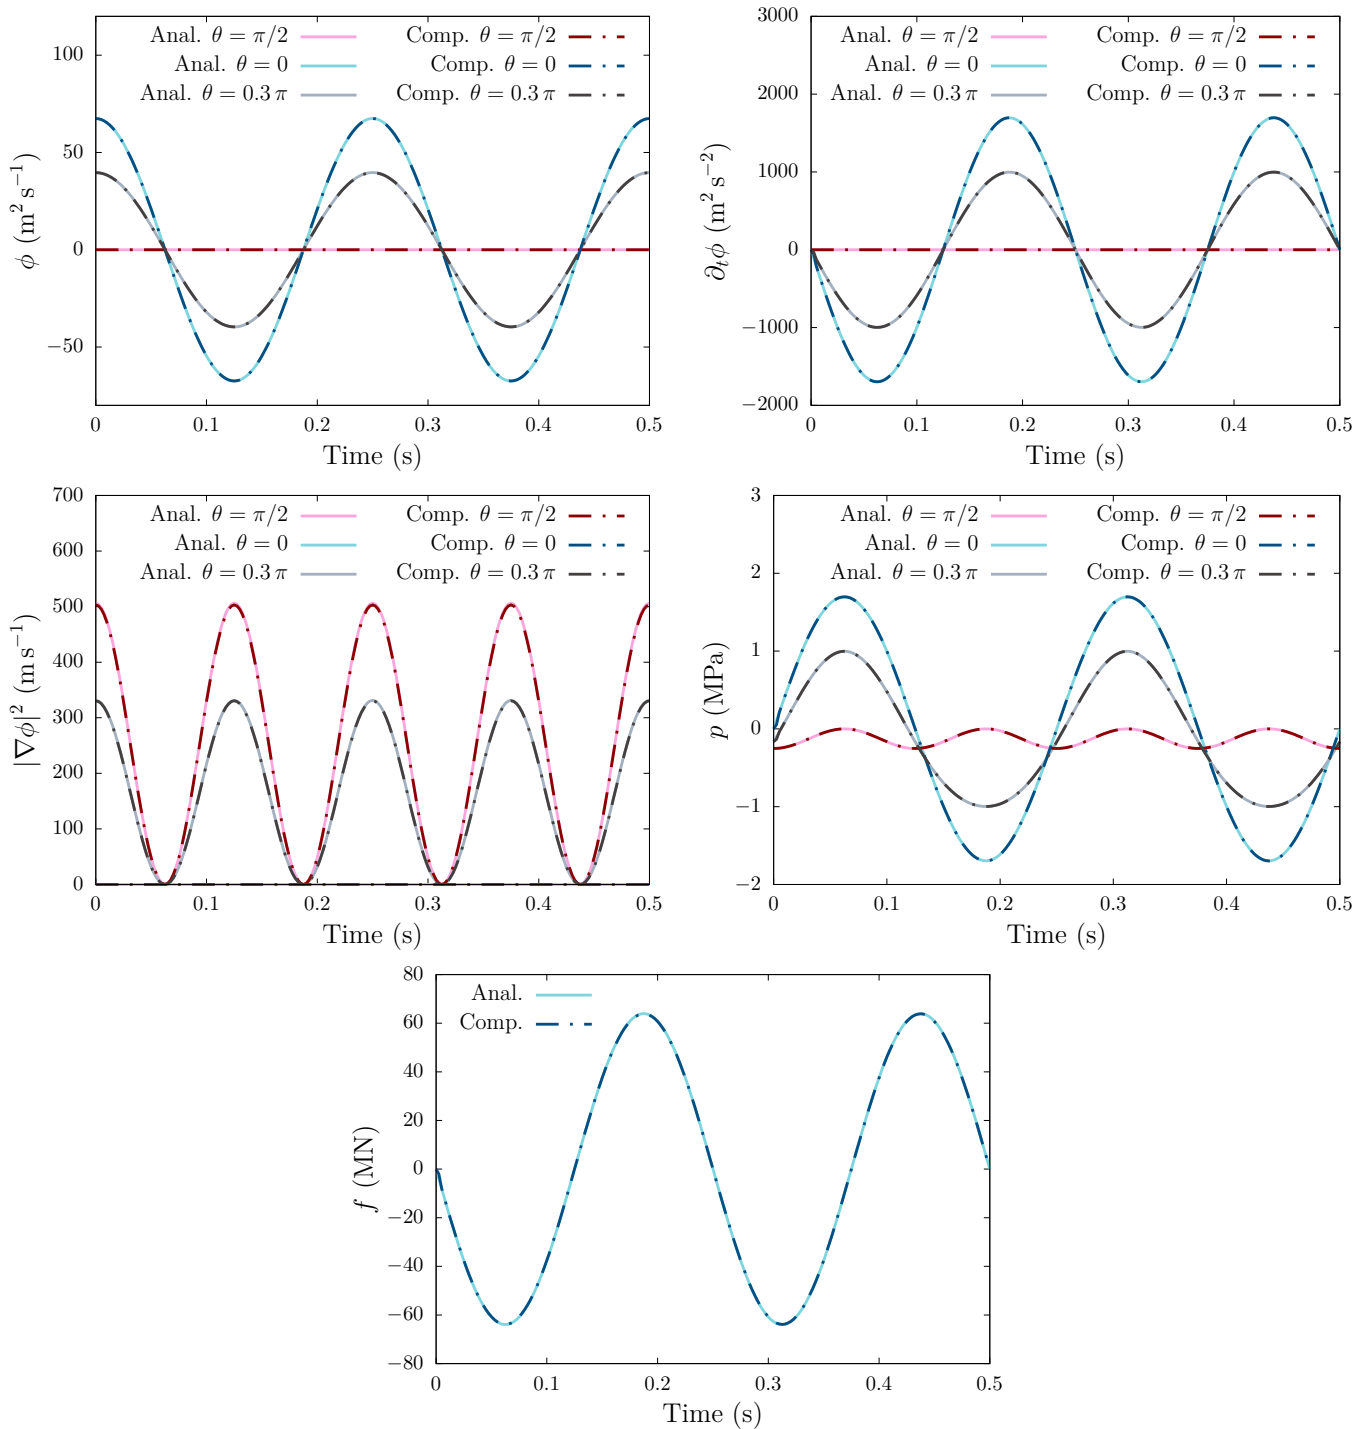 Anal. θ = π/2 Comp. θ = π/2
Anal. θ = 0 Comp. θ = 0
Anal. θ = 0.3 π Comp. θ = 0.3 π
100
50
0
−50
ϕ (m² s⁻¹)
0 0.1 0.2 0.3 0.4 0.5
Time (s)
Anal. θ = π/2 Comp. θ = π/2
Anal. θ = 0 Comp. θ = 0
Anal. θ = 0.3 π Comp. θ = 0.3 π
3000
2000
1000
0
−1000
−2000
∂ₜϕ (m² s⁻²)
0 0.1 0.2 0.3 0.4 0.5
Time (s)
Anal. θ = π/2 Comp. θ = π/2
Anal. θ = 0 Comp. θ = 0
Anal. θ = 0.3 π Comp. θ = 0.3 π
700
600
500
400
300
200
100
0
|∇ϕ|² (m s⁻¹)
0 0.1 0.2 0.3 0.4 0.5
Time (s)
Anal. θ = π/2 Comp. θ = π/2
Anal. θ = 0 Comp. θ = 0
Anal. θ = 0.3 π Comp. θ = 0.3 π
3
2
1
0
−1
−2
p (MPa)
0 0.1 0.2 0.3 0.4 0.5
Time (s)
Anal.
Comp.
80
60
40
20
0
−20
−40
−60
−80
f (MN)
0 0.1 0.2 0.3 0.4 0.5
Time (s)